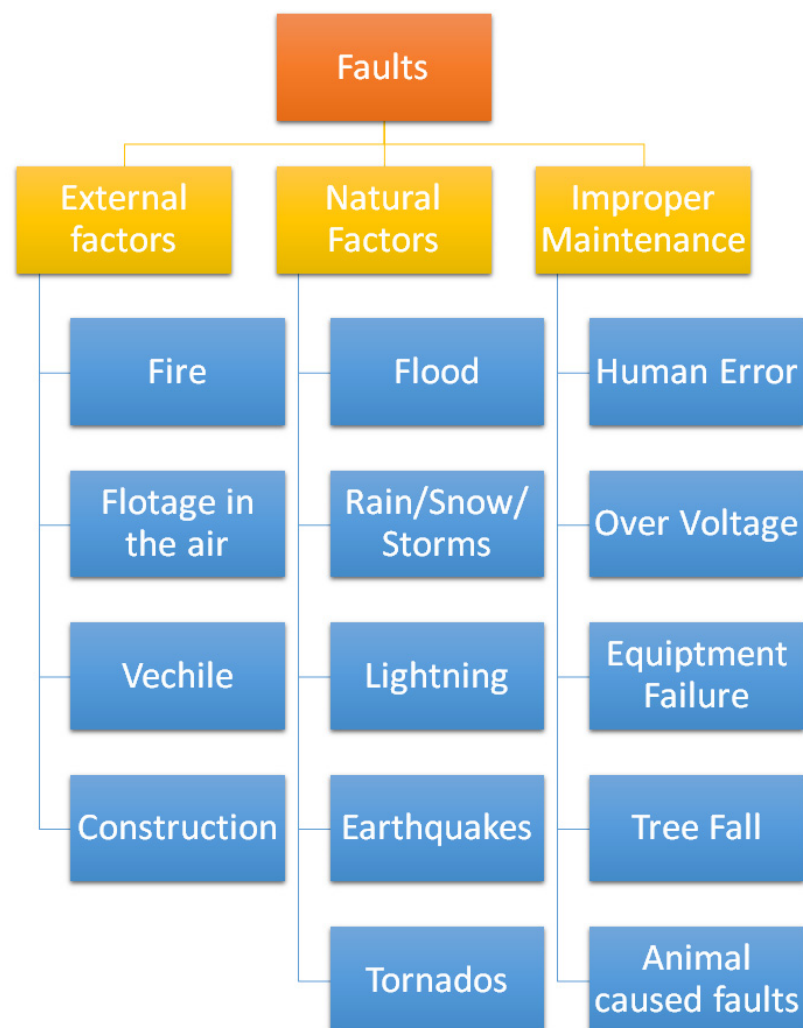 Faults
External
factors
Natural
Factors
Improper
Maintenance
Fire
Flotage in
the air
Vechile
Construction
Flood
Rain/Snow/
Storms
Lightning
Earthquakes
Tornados
Human Error
Over Voltage
Equiptment
Failure
Tree Fall
Animal
caused faults